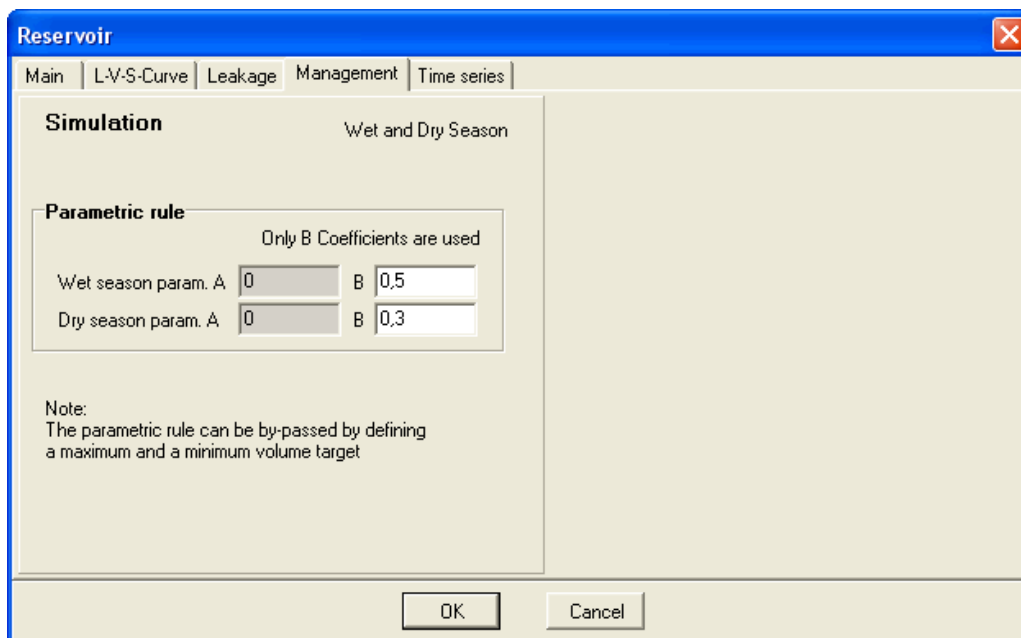 Reservoir
Main L-V-S-Curve Leakage Management Time series
Simulation
Wet and Dry Season
Parametric rule
Only B Coefficients are used
Wet season param. A 0 B 0,5
Dry season param. A 0 B 0,3
Note:
The parametric rule can be by-passed by defining
a maximum and a minimum volume target
OK Cancel